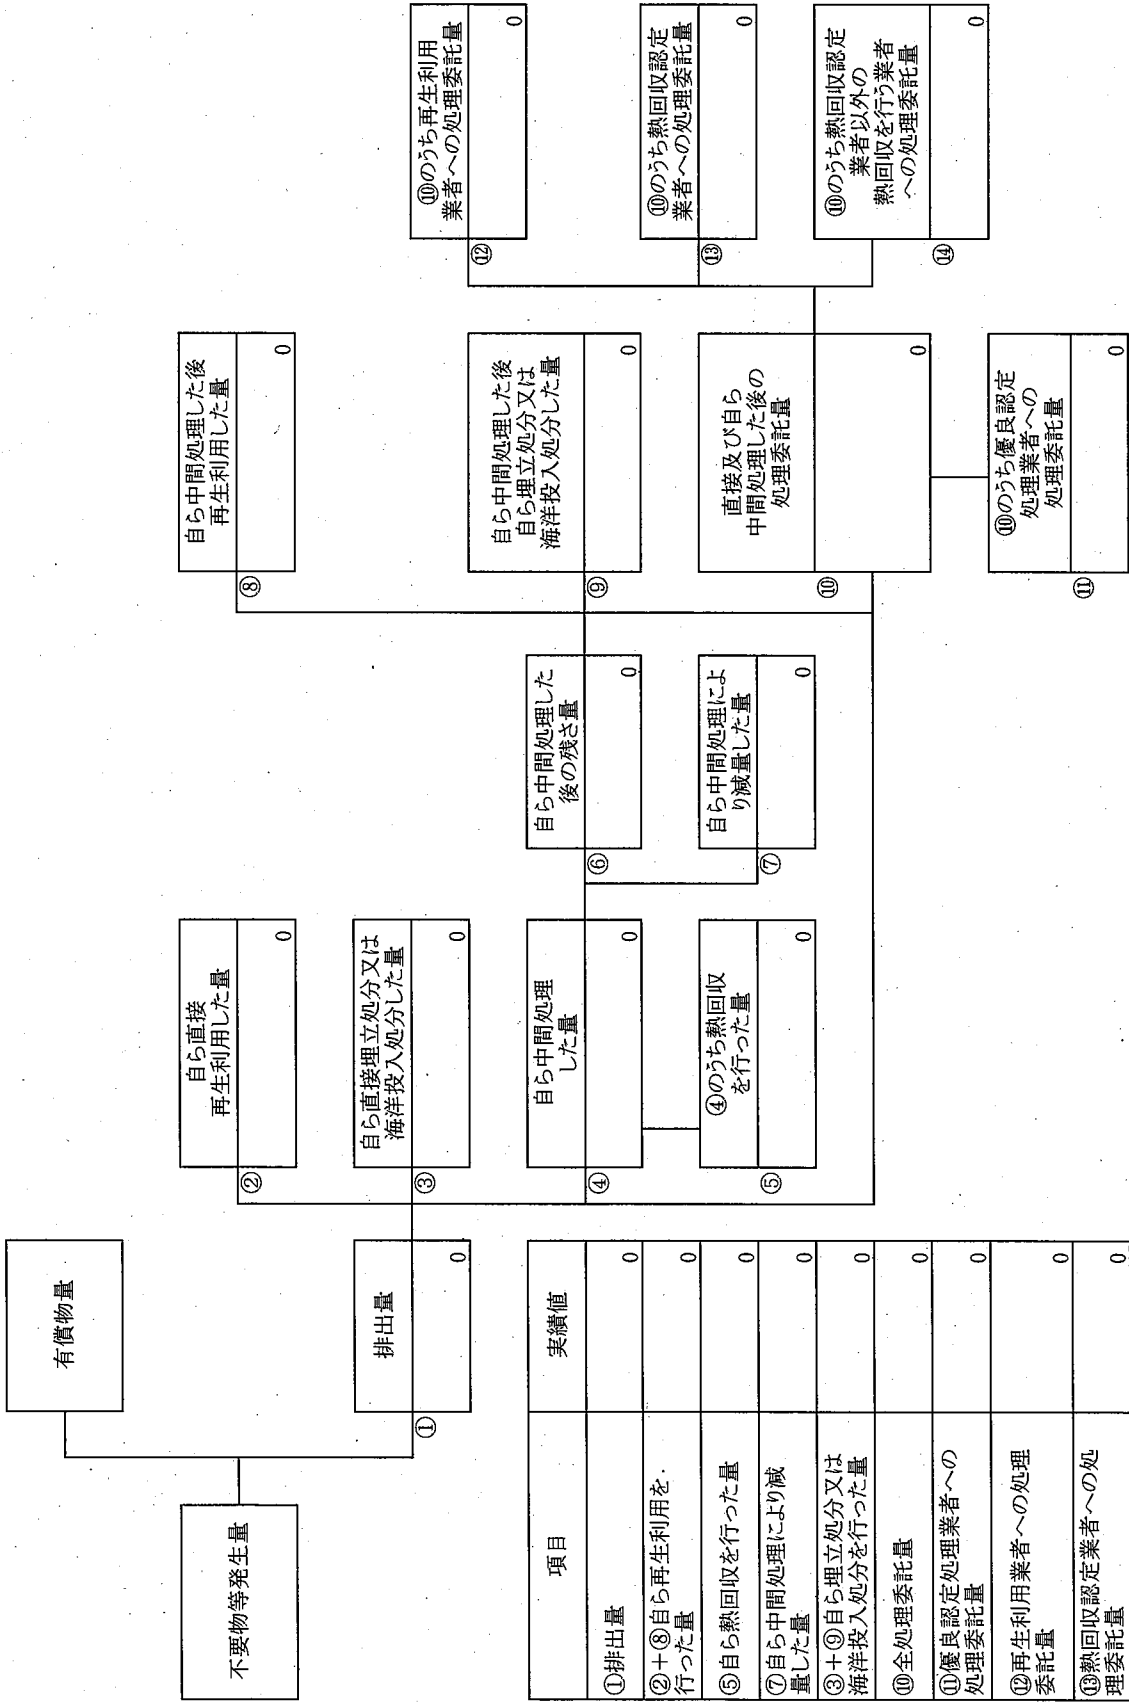 不要物等発生量
有償物量
排出量
①
0
自ら直接
再生利用した量
②
0
自ら直接埋立処分又は
海洋投入処分した量
③
0
自ら中間処理
した量
④
0
④のうち熱回収
を行った量
⑤
0
自ら中間処理した
後の残さ量
⑥
0
自ら中間処理によ
り減量した量
⑦
0
自ら中間処理した後
再生利用した量
⑧
0
自ら中間処理した後
自ら埋立処分又は
海洋投入処分した量
⑨
0
直接及び自ら
中間処理した後の
処理委託量
⑩
0
⑩のうち優良認定
処理業者への
処理委託量
⑪
0
⑩のうち再生利用
業者への処理委託量
⑫
0
⑩のうち熱回収認定
業者への処理委託量
⑬
0
⑩のうち熱回収認定
業者以外の
熱回収を行う業者
への処理委託量
⑭
0
項目 実績値
①排出量 0
②+⑧自ら再生利用を
行った量 0
⑤自ら熱回収を行った量 0
⑦自ら中間処理により減
量した量 0
③+⑨自ら埋立処分又は
海洋投入処分を行った量 0
⑩全処理委託量 0
⑪優良認定処理業者への
処理委託量 0
⑫再生利用業者への処理
委託量 0
⑬熱回収認定業者への処
理委託量 0